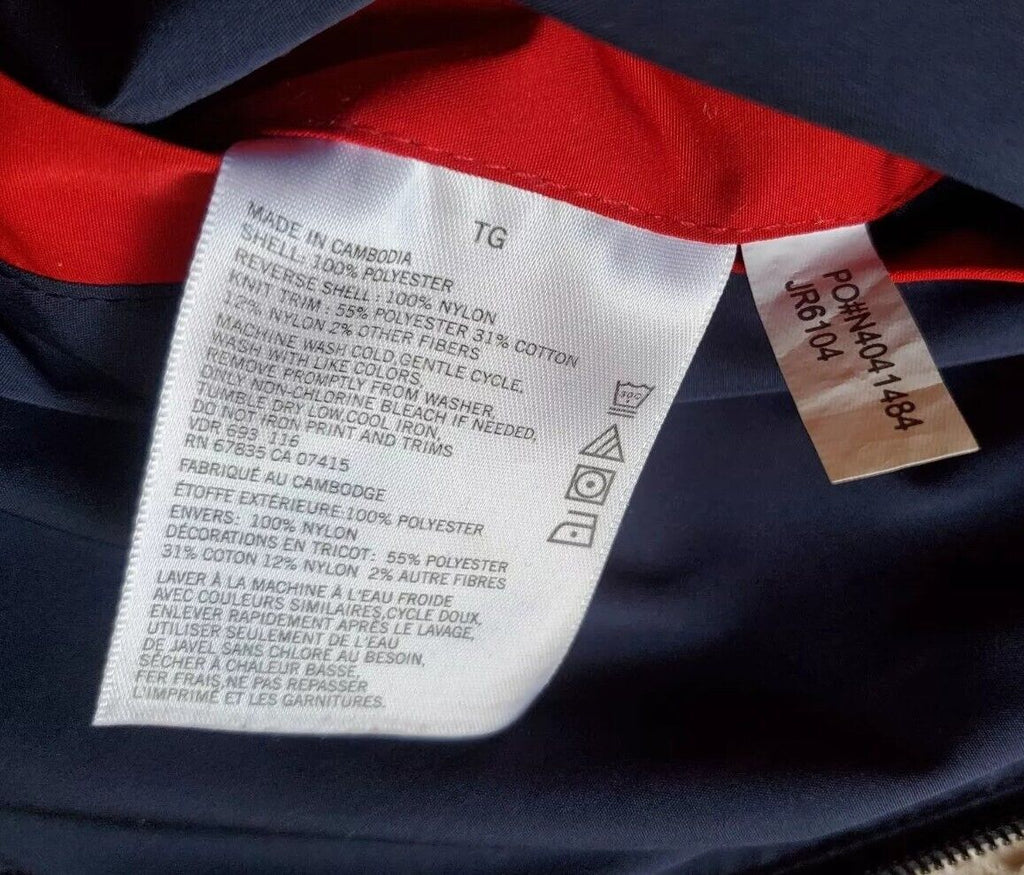 TG
MADE IN CAMBODIA
SHELL: 100% POLYESTER
REVERSE SHELL: 100% NYLON
KNIT TRIM: 55% POLYESTER 31% COTTON
12% NYLON 2% OTHER FIBERS
MACHINE WASH COLD,GENTLE CYCLE,
WASH WITH LIKE COLORS,
REMOVE PROMPTLY FROM WASHER,
ONLY NON-CHLORINE BLEACH IF NEEDED,
TUMBLE DRY LOW,COOL IRON,
DO NOT IRON PRINT AND TRIMS
VDR 693 116
RN 67835 CA 07415
FABRIQUÉ AU CAMBODGE
ÉTOFFE EXTÉRIEURE:100% POLYESTER
ENVERS: 100% NYLON
DÉCORATIONS EN TRICOT: 55% POLYESTER
31% COTON 12% NYLON 2% AUTRE FIBRES
LAVER À LA MACHINE À L'EAU FROIDE
AVEC COULEURS SIMILAIRES,CYCLE DOUX,
ENLEVER RAPIDEMENT APRÈS LE LAVAGE,
UTILISER SEULEMENT DE L'EAU
DE JAVEL SANS CHLORE AU BESOIN,
SÉCHER À CHALEUR BASSE,
FER FRAIS,NE PAS REPASSER
L'IMPRIMÉ ET LES GARNITURES.
30C
PO#N4041484
JR6104